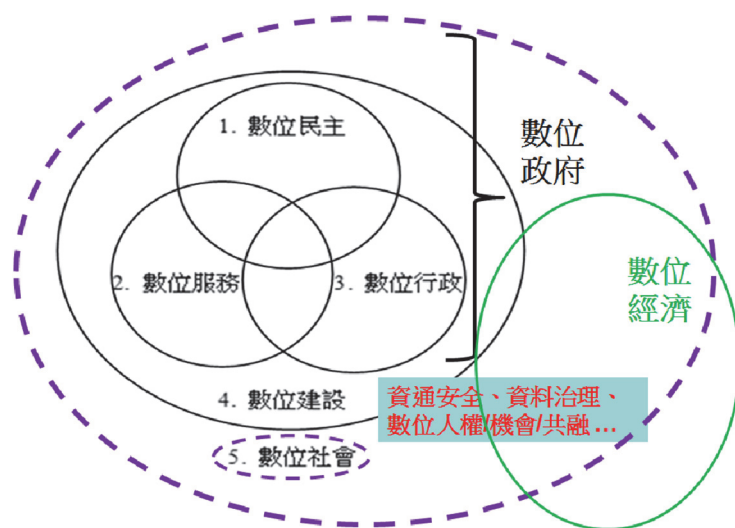 1. 數位民主
數位
政府
2. 數位服務
3. 數位行政
數位
經濟
4. 數位建設
資通安全、資料治理、
數位人權/機會/共融 ...
5. 數位社會